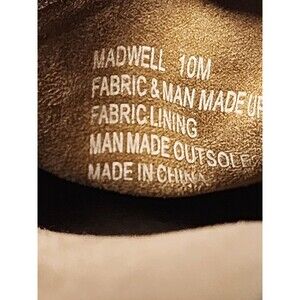 MADWELL 10M
FABRIC & MAN MADE UP
FABRIC LINING
MAN MADE OUTSOLE
MADE IN CHINA